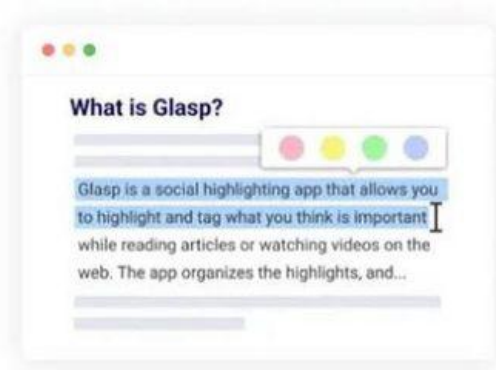 What is Glasp?
Glasp is a social highlighting app that allows you
to highlight and tag what you think is important
while reading articles or watching videos on the
web. The app organizes the highlights, and...